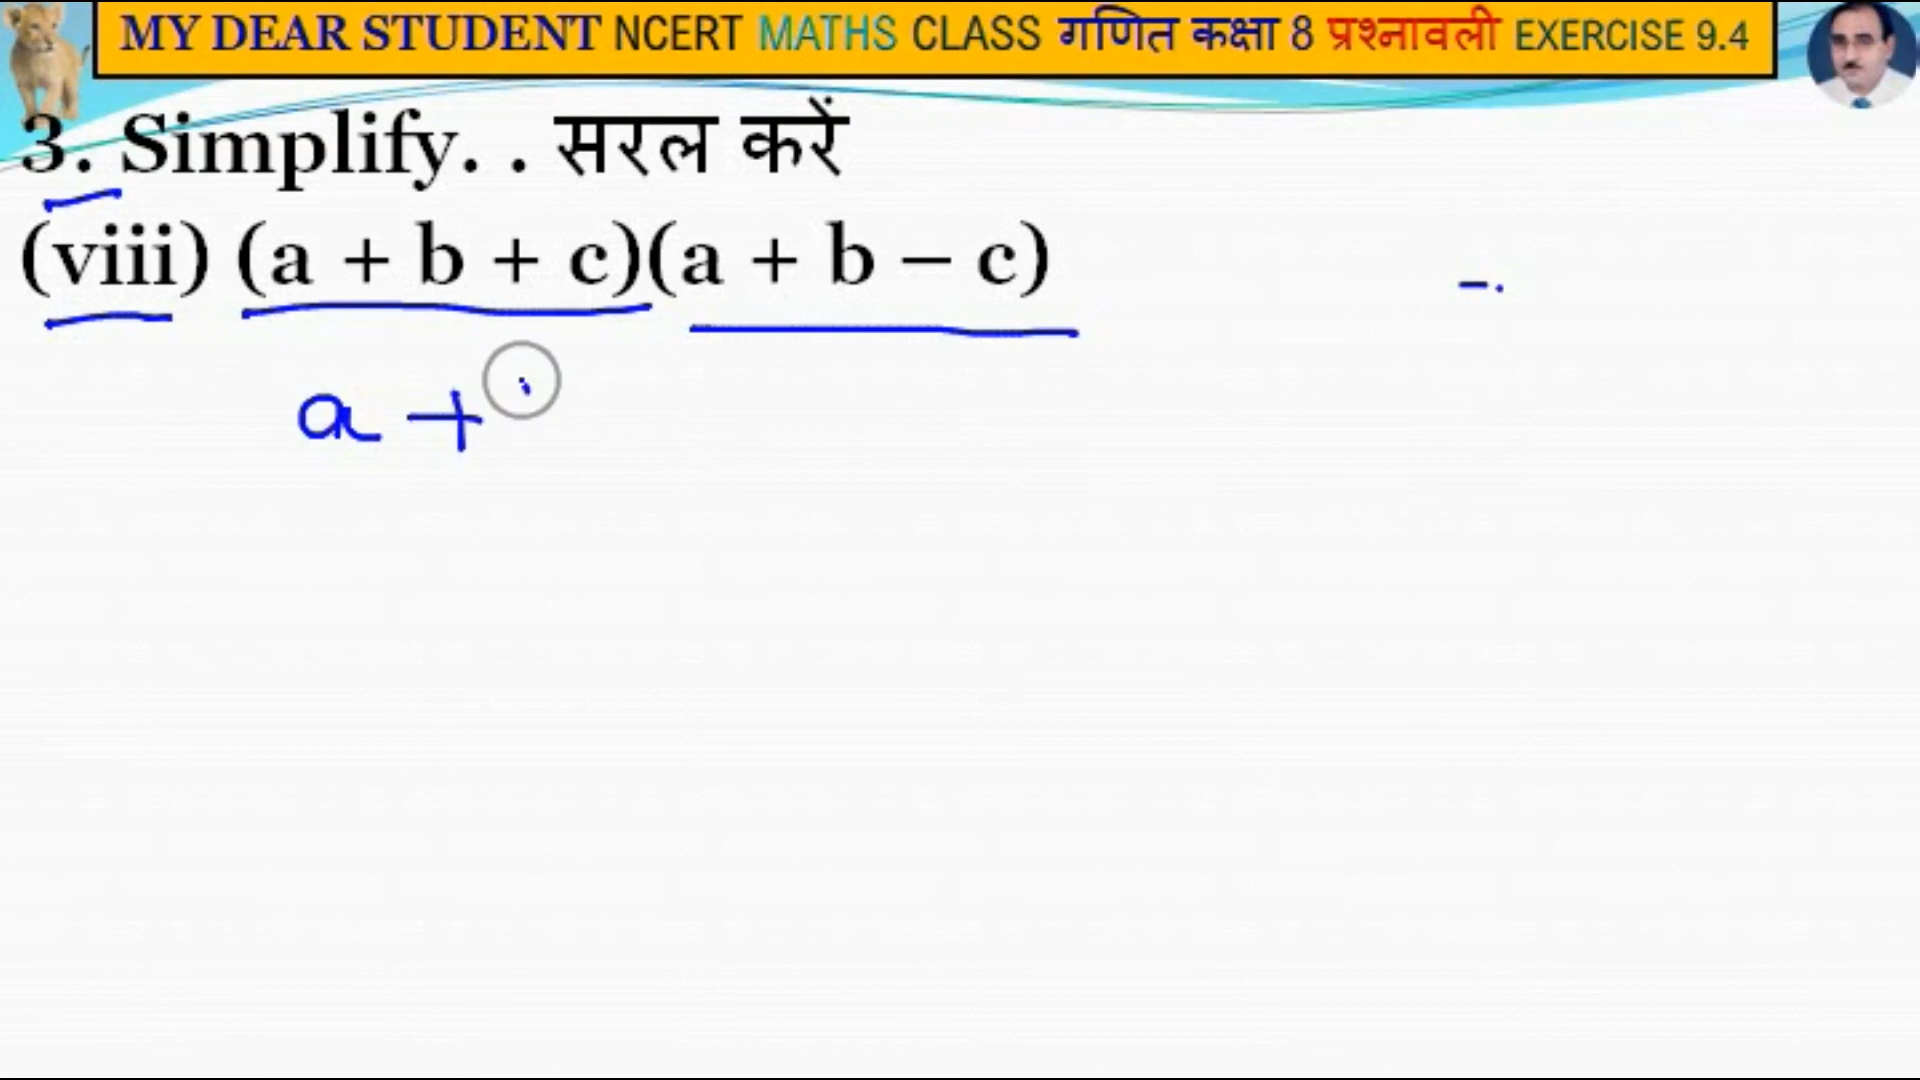 MY DEAR STUDENT NCERT MATHS CLASS गणित कक्षा 8 प्रश्नावली EXERCISE 9.4
3. Simplify. . सरल करें
(viii) (a + b + c)(a + b – c)
a +